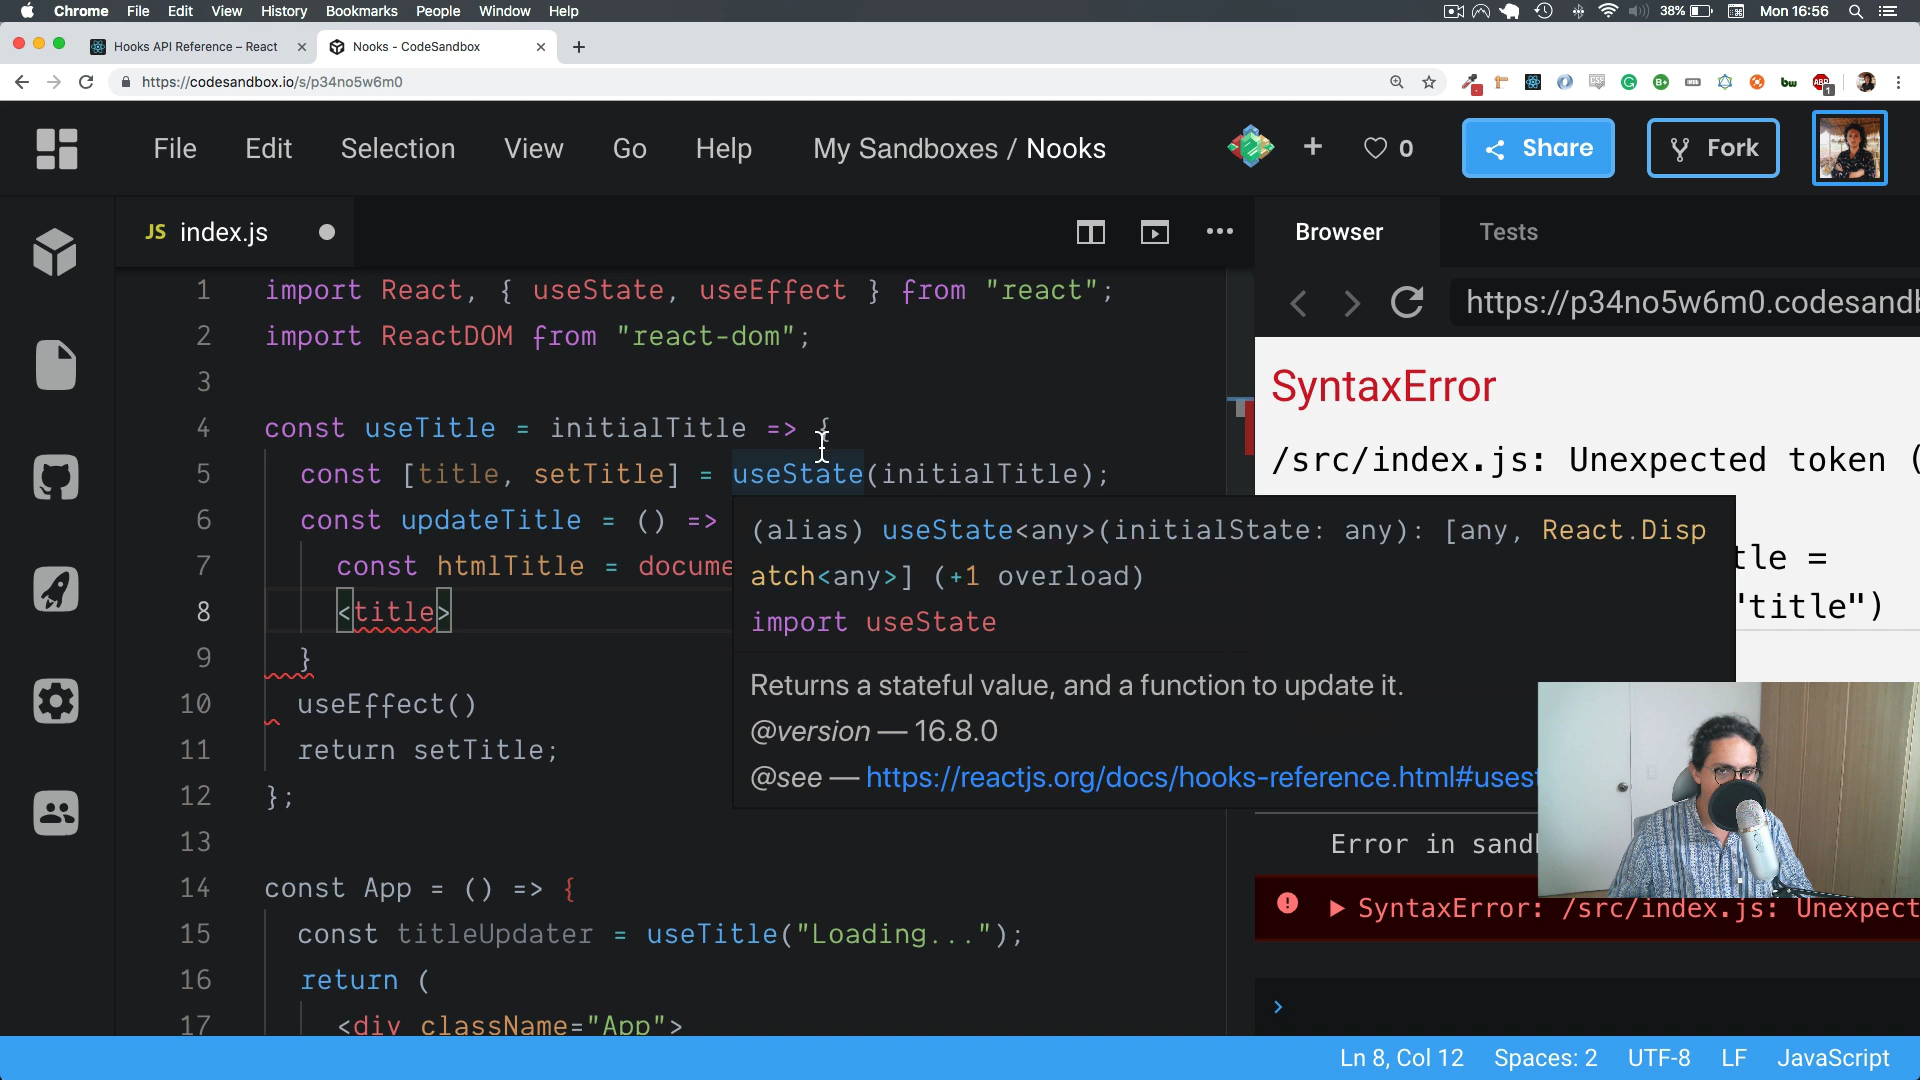 Chrome File Edit View History Bookmarks People Window Help 38% Mon 16:56
Hooks API Reference – React Nooks - CodeSandbox
https://codesandbox.io/s/p34no5w6m0
File Edit Selection View Go Help My Sandboxes / Nooks 0 Share Fork
JS index.js Browser Tests
https://p34no5w6m0.codesandb
1 import React, { useState, useEffect } from "react";
2 import ReactDOM from "react-dom";
3
4 const useTitle = initialTitle => {
5 const [title, setTitle] = useState(initialTitle);
6 const updateTitle = () =>
7 const htmlTitle = docume
8 <title>
9 }
10 useEffect()
11 return setTitle;
12 };
13
14 const App = () => {
15 const titleUpdater = useTitle("Loading...");
16 return (
17 <div className="App">
(alias) useState<any>(initialState: any): [any, React.Disp
atch<any>] (+1 overload)
import useState
Returns a stateful value, and a function to update it.
@version — 16.8.0
@see — https://reactjs.org/docs/hooks-reference.html#usest
SyntaxError
/src/index.js: Unexpected token (
tle =
"title")
Error in sand
SyntaxError: /src/index.js: Unexpect
Ln 8, Col 12 Spaces: 2 UTF-8 LF JavaScript